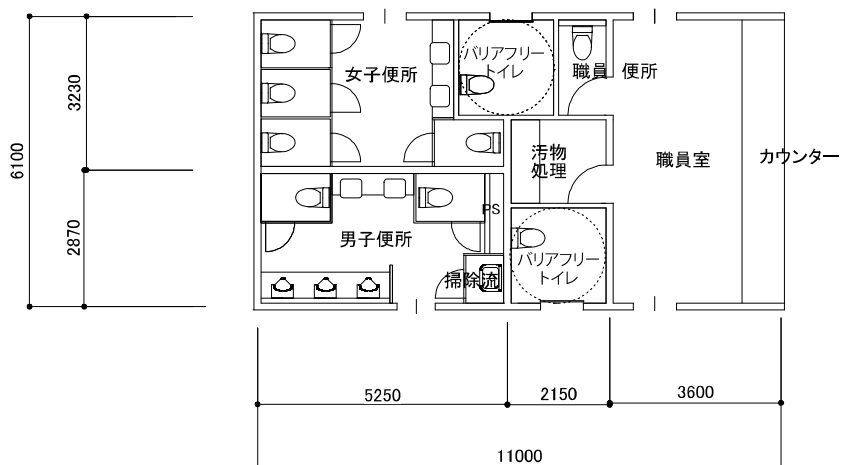 バリアフリー
トイレ
女子便所
職員 便所
3230
6100
汚物
処理
職員室
カウンター
PS
2870
男子便所
バリアフリー
トイレ
掃除流
5250
2150
3600
11000